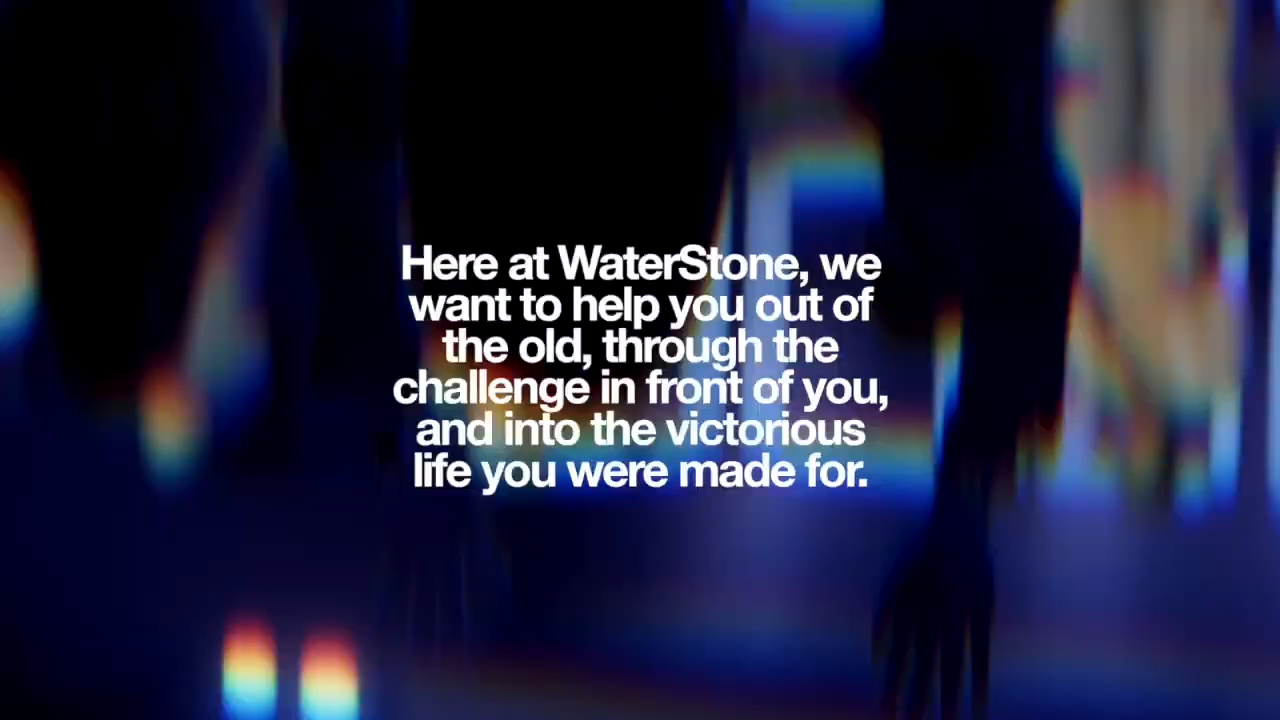 Here at WaterStone, we
want to help you out of
the old, through the
challenge in front of you,
and into the victorious
life you were made for.